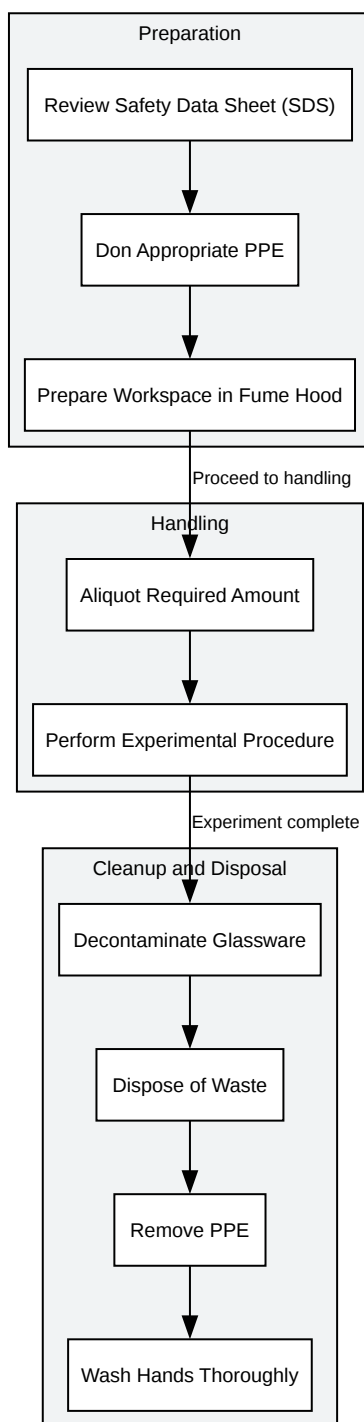 Preparation
Review Safety Data Sheet (SDS)
Don Appropriate PPE
Prepare Workspace in Fume Hood
Proceed to handling
Handling
Aliquot Required Amount
Perform Experimental Procedure
Experiment complete
Cleanup and Disposal
Decontaminate Glassware
Dispose of Waste
Remove PPE
Wash Hands Thoroughly